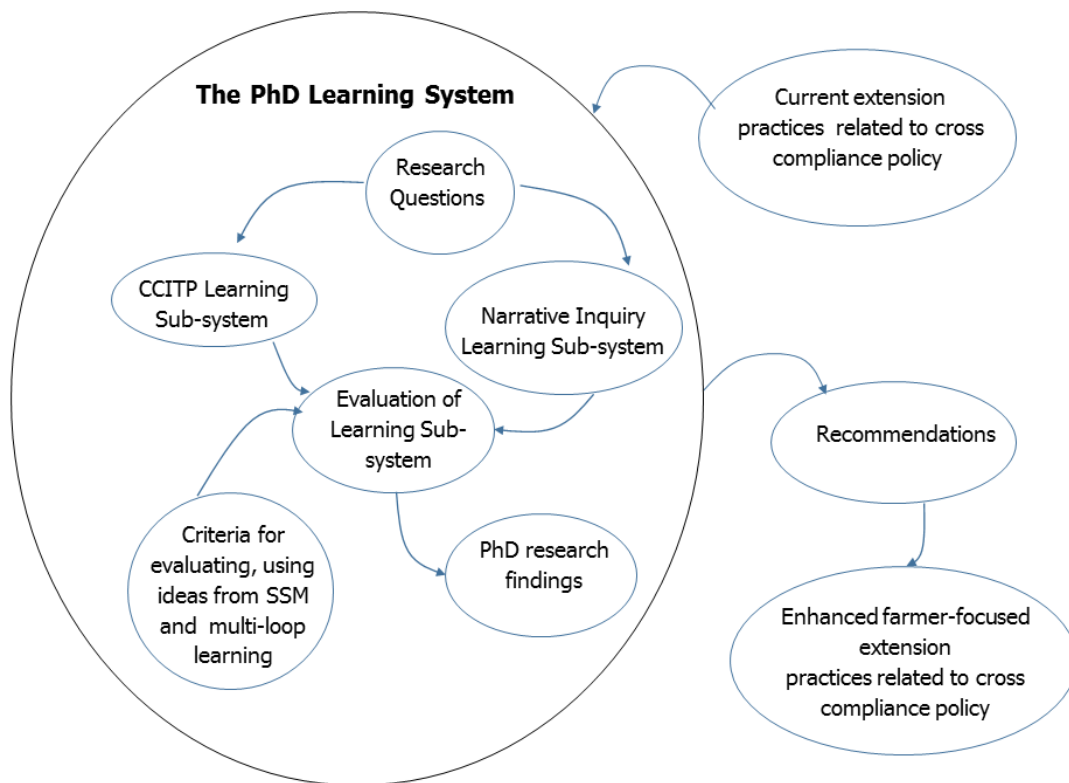 The PhD Learning System
Current extension
practices related to cross
compliance policy
Research
Questions
CCITP Learning
Sub-system
Narrative Inquiry
Learning Sub-system
Evaluation of
Learning Sub-
system
Recommendations
Criteria for
evaluating, using
ideas from SSM
and multi-loop
learning
PhD research
findings
Enhanced farmer-focused
extension
practices related to cross
compliance policy